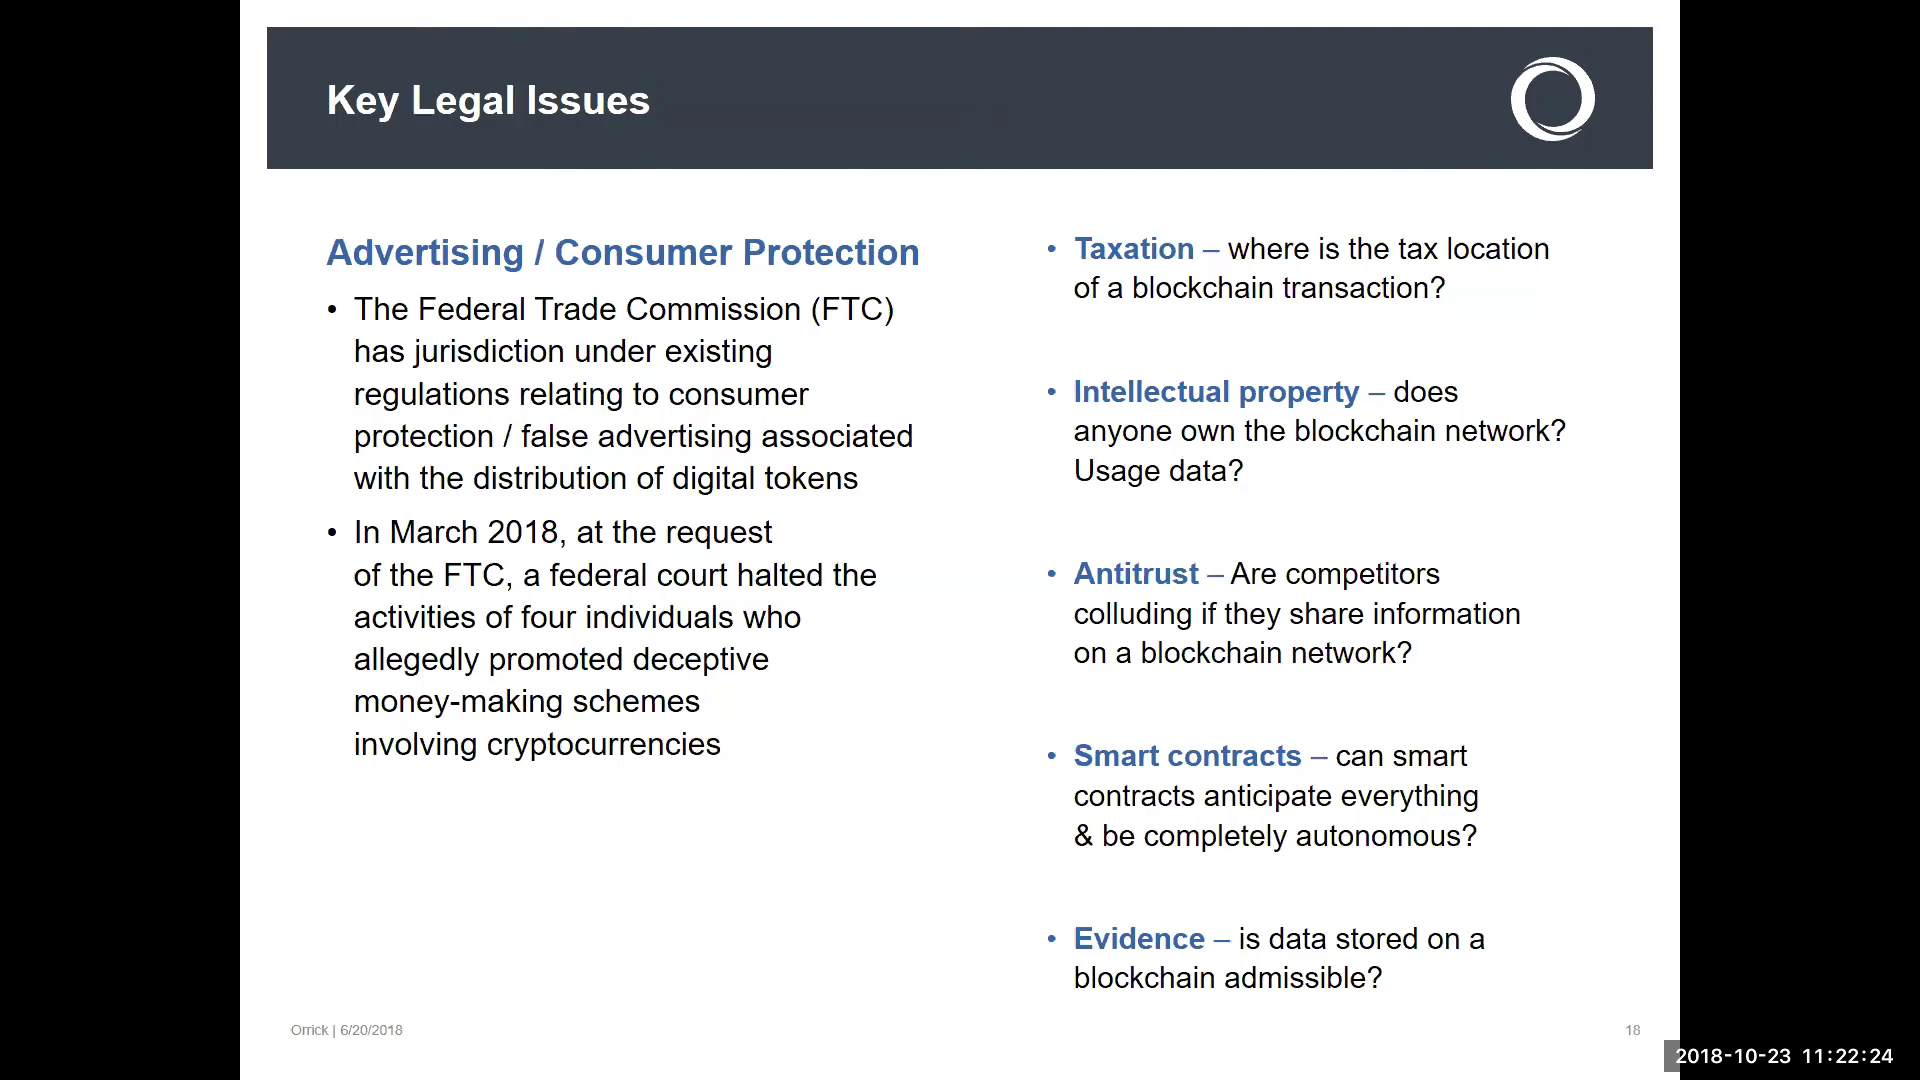 Key Legal Issues
Advertising / Consumer Protection
• The Federal Trade Commission (FTC)
has jurisdiction under existing
regulations relating to consumer
protection / false advertising associated
with the distribution of digital tokens
• In March 2018, at the request
of the FTC, a federal court halted the
activities of four individuals who
allegedly promoted deceptive
money-making schemes
involving cryptocurrencies
• Taxation – where is the tax location
of a blockchain transaction?
• Intellectual property – does
anyone own the blockchain network?
Usage data?
• Antitrust – Are competitors
colluding if they share information
on a blockchain network?
• Smart contracts – can smart
contracts anticipate everything
& be completely autonomous?
• Evidence – is data stored on a
blockchain admissible?
Orrick | 6/20/2018
18
2018-10-23 11:22:24